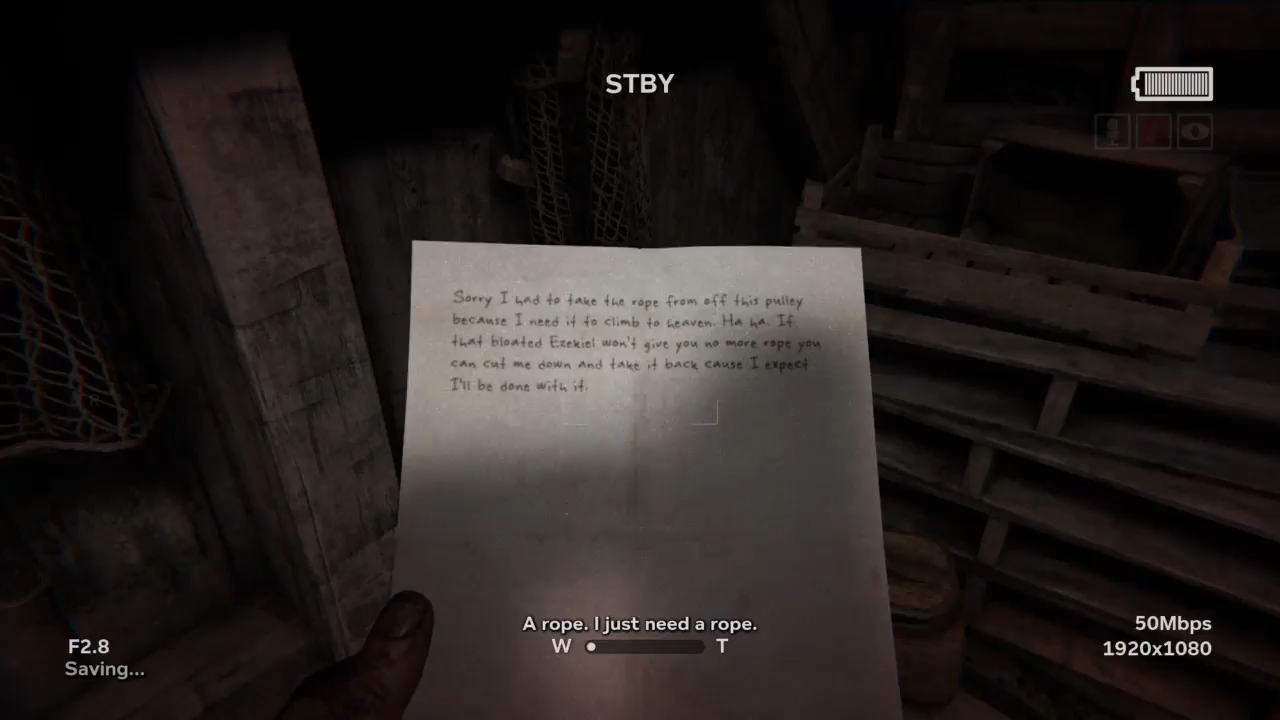 STBY
Sorry I had to take the rope from off this pulley
because I need it to climb to heaven. Ha ha. If
that bloated Ezekiel won't give you no more rope you
can cut me down and take it back cause I expect
I'll be done with it.
A rope. I just need a rope.
W T
F2.8
Saving...
50Mbps
1920x1080